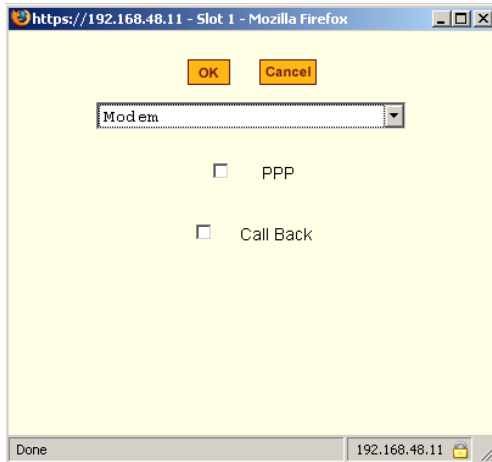 https://192.168.48.11 - Slot 1 - Mozilla Firefox
OK Cancel
Modem
PPP
Call Back
Done 192.168.48.11